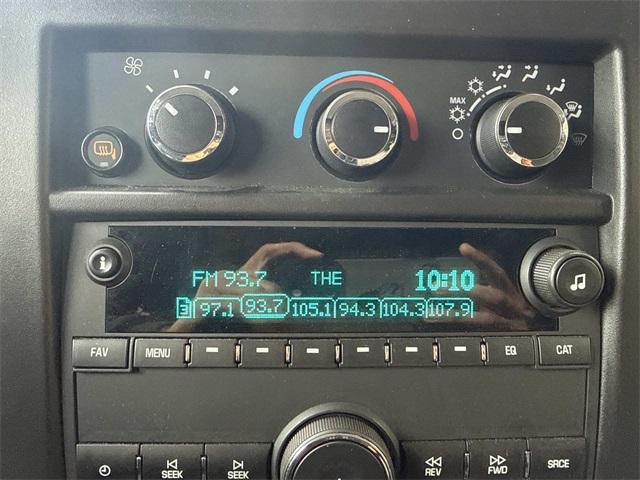 MAX
i
FM 93.7 THE 10:10
3 97.1 93.7 105.1 94.3 104.3 107.9
FAV MENU EQ CAT
SEEK SEEK REV FWD SRCE